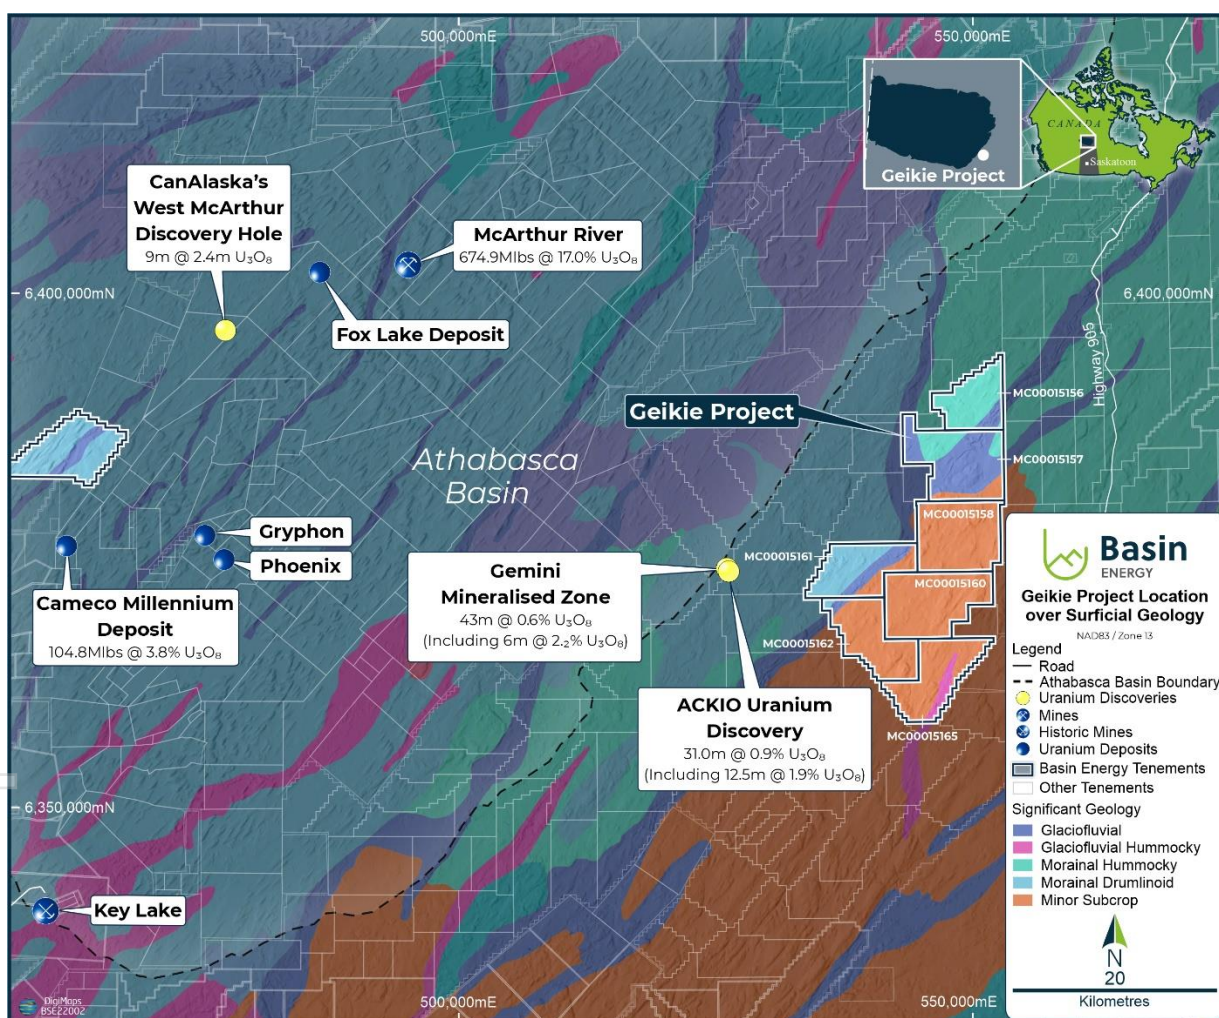 500,000mE
550,000mE
CANADA
Saskatoon
Geikie Project
CanAlaska's
West McArthur
Discovery Hole
9m @ 2.4m U₃O₈
McArthur River
674.9Mlbs @ 17.0% U₃O₈
6,400,000mN
6,400,000mN
Fox Lake Deposit
Highway 905
MC00015156
Geikie Project
MC00015157
Athabasca
Basin
MC00015158
Gryphon
Phoenix
MC00015161
MC00015160
Gemini
Mineralised Zone
43m @ 0.6% U₃O₈
(Including 6m @ 2.₂% U₃O₈)
Cameco Millennium
Deposit
104.8Mlbs @ 3.8% U₃O₈
MC00015162
ACKIO Uranium
Discovery
31.0m @ 0.9% U₃O₈
(Including 12.5m @ 1.9% U₃O₈)
MC00015165
6,350,000mN
Key Lake
500,000mE
550,000mE
DigiMaps
BSE22002
Basin
ENERGY
Geikie Project Location
over Surficial Geology
NAD83 / Zone 13
Legend
Road
Athabasca Basin Boundary
Uranium Discoveries
Mines
Historic Mines
Uranium Deposits
Basin Energy Tenements
Other Tenements
Significant Geology
Glaciofluvial
Glaciofluvial Hummocky
Morainal Hummocky
Morainal Drumlinoid
Minor Subcrop
N
20
Kilometres